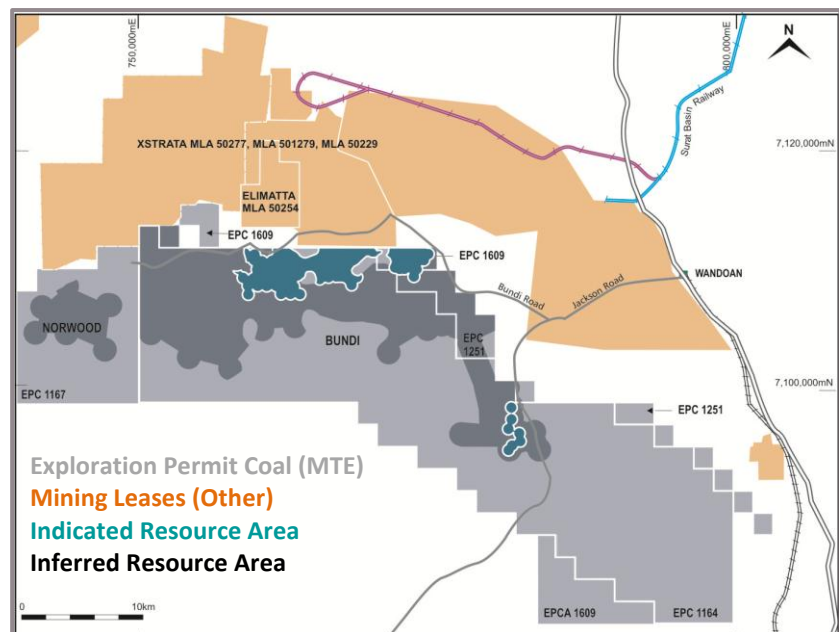 750,000mE
800,000mE
N
Surat Basin Railway
7,120,000mN
XSTRATA MLA 50277, MLA 501279, MLA 50229
ELIMATTA
MLA 50254
EPC 1609
EPC 1609
WANDOAN
Bundi Road
Jackson Road
NORWOOD
BUNDI
EPC
1251
EPC 1167
7,100,000mN
EPC 1251
Exploration Permit Coal (MTE)
Mining Leases (Other)
Indicated Resource Area
Inferred Resource Area
0
10km
EPCA 1609
EPC 1164